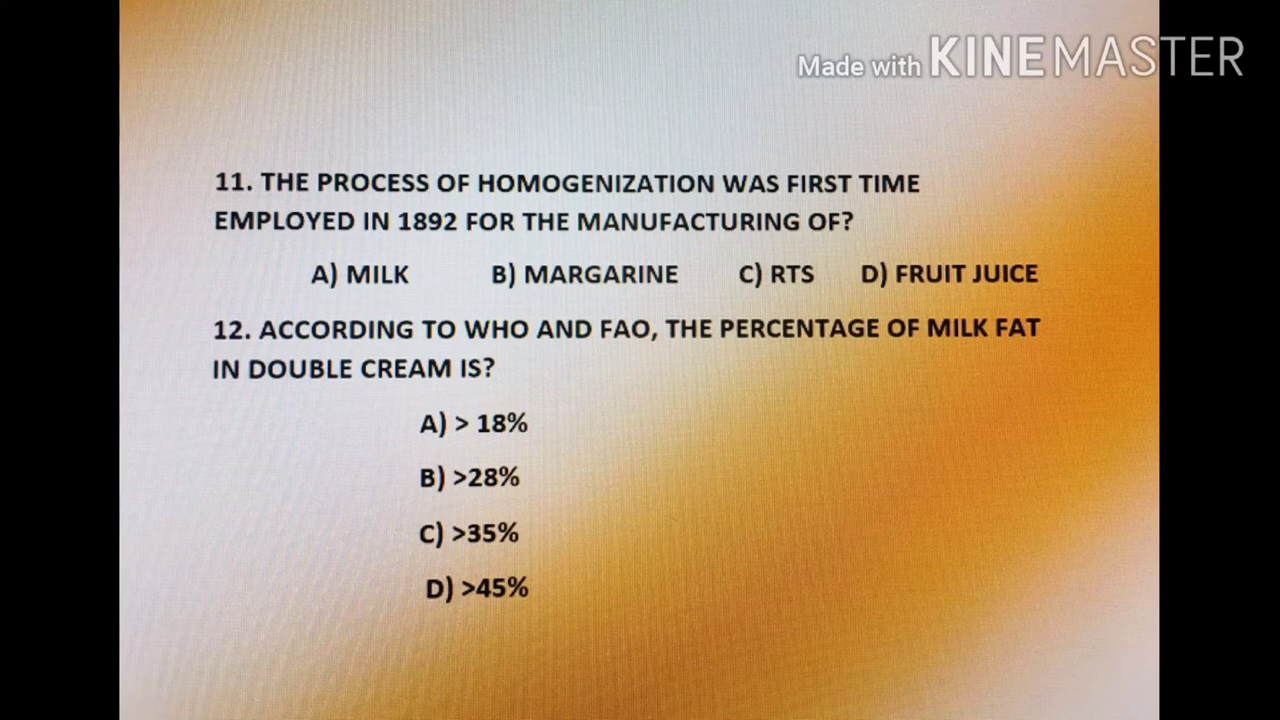 Made with KINEMASTER
11. THE PROCESS OF HOMOGENIZATION WAS FIRST TIME
EMPLOYED IN 1892 FOR THE MANUFACTURING OF?
A) MILK B) MARGARINE C) RTS D) FRUIT JUICE
12. ACCORDING TO WHO AND FAO, THE PERCENTAGE OF MILK FAT
IN DOUBLE CREAM IS?
A) > 18%
B) >28%
C) >35%
D) >45%